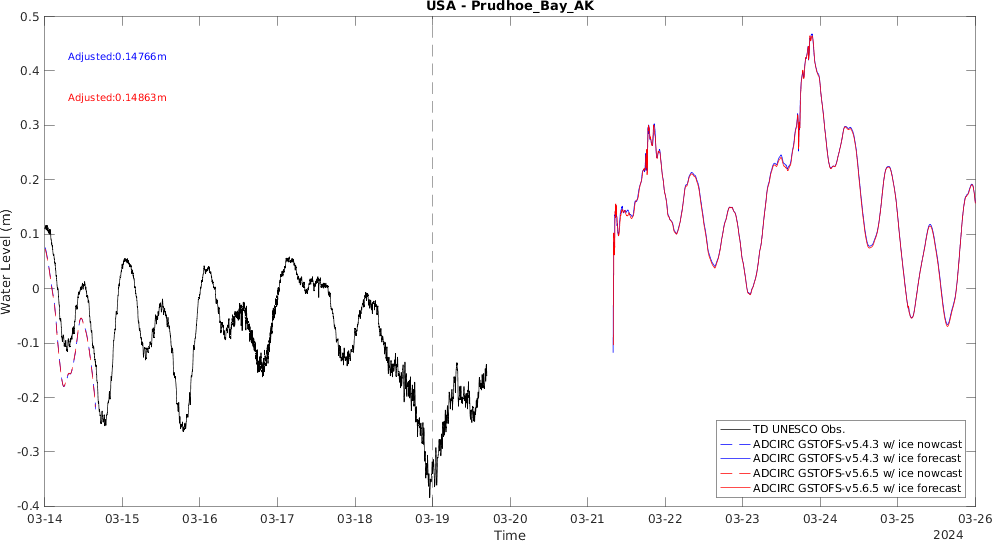 USA - Prudhoe_Bay_AK
Adjusted:0.14766m
Adjusted:0.14863m
Water Level (m)
0.5
0.4
0.3
0.2
0.1
0
-0.1
-0.2
-0.3
-0.4
TD UNESCO Obs.
ADCIRC GSTOFS-v5.4.3 w/ ice nowcast
ADCIRC GSTOFS-v5.4.3 w/ ice forecast
ADCIRC GSTOFS-v5.6.5 w/ ice nowcast
ADCIRC GSTOFS-v5.6.5 w/ ice forecast
03-14 03-15 03-16 03-17 03-18 03-19 03-20 03-21 03-22 03-23 03-24 03-25 03-26
Time
2024